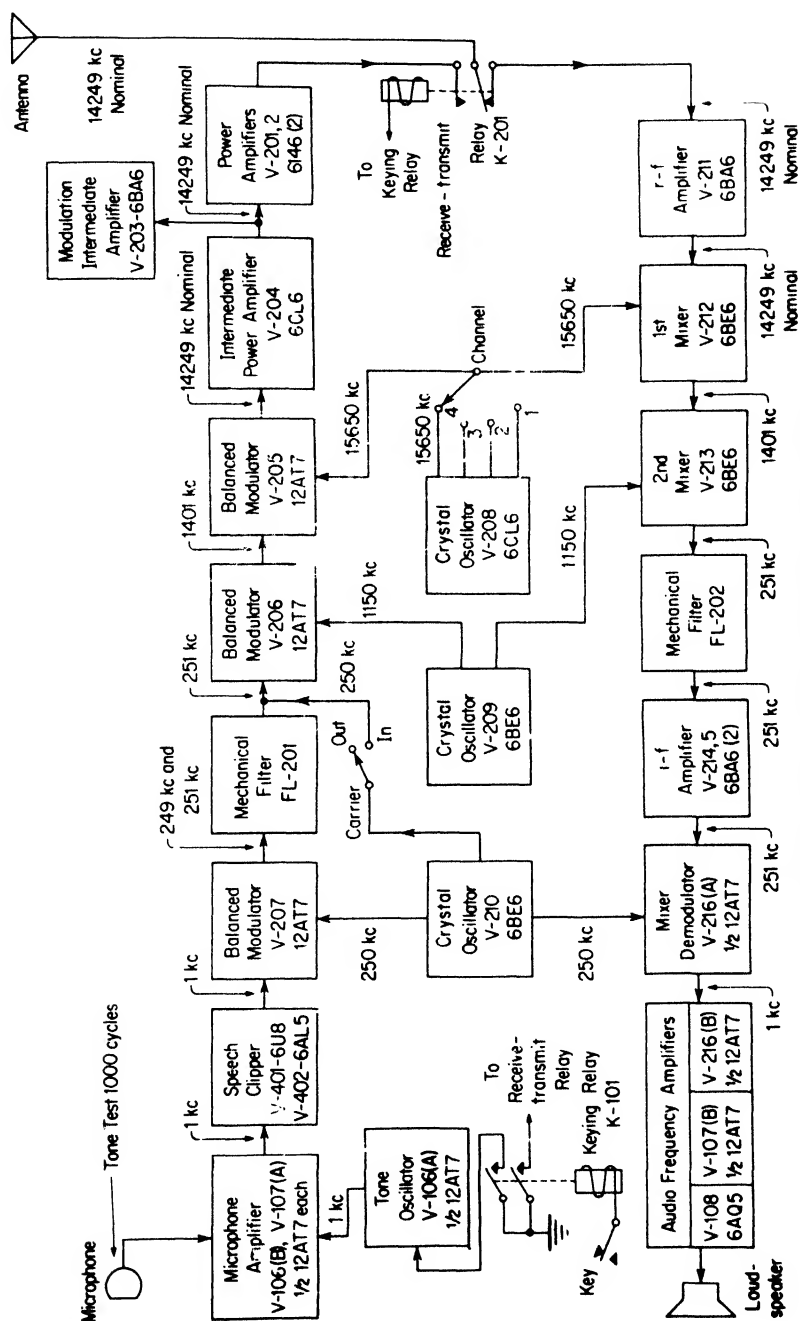 Microphone
Tone Test 1000 cycles
Microphone
Amplifier
V-106(B), V-107(A)
½ 12AT7 each
1 kc
Speech
Clipper
V-401-6U8
V-402-6AL5
1 kc
Balanced
Modulator
V-207
12AT7
249 kc and
251 kc
Mechanical
Filter
FL-201
251 kc
Balanced
Modulator
V-206
12AT7
1401 kc
Balanced
Modulator
V-205
12AT7
14249 kc Nominal
Intermediate
Power Amplifier
V-204
6CL6
Modulation
Intermediate
Amplifier
V-203-6BA6
14249 kc Nominal
Power
Amplifiers
V-201, 2
6146 (2)
Antenna
14249 kc
Nominal
1 kc
Tone
Oscillator
V-106(A)
½ 12AT7
To
Receive-
transmit
Relay
Keying Relay
K-101
Key
250 kc
Crystal
Oscillator
V-210
6BE6
250 kc
Carrier
Out
In
250 kc
1150 kc
Crystal
Oscillator
V-209
6BE6
1150 kc
15650 kc
Crystal
Oscillator
V-208
6CL6
15650 kc
4
3
2
1
Channel
15650 kc
To
Keying
Relay
Receive-transmit
Relay
K-201
Loud-
speaker
Audio Frequency Amplifiers
V-108
6AQ5
V-107(B)
½ 12AT7
V-216(B)
½ 12AT7
1 kc
Mixer
Demodulator
V-216(A)
½ 12AT7
251 kc
i-f
Amplifier
V-214, 5
6BA6 (2)
251 kc
Mechanical
Filter
FL-202
251 kc
2nd
Mixer
V-213
6BE6
1401 kc
1st
Mixer
V-212
6BE6
14249 kc
Nominal
r-f
Amplifier
V-211
6BA6
14249 kc
Nominal